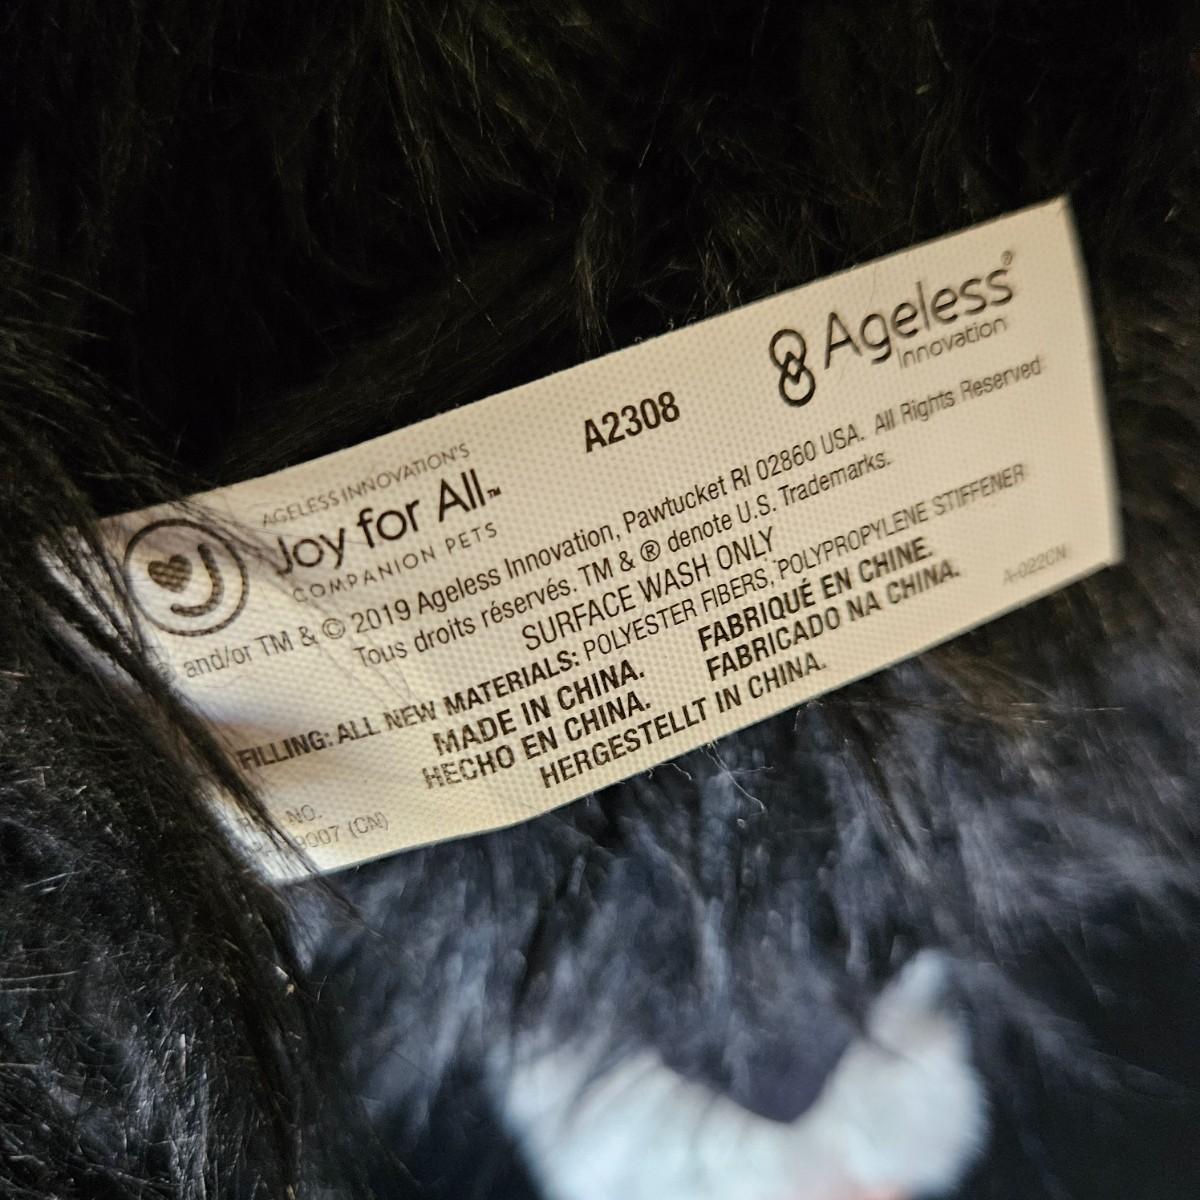 AGELESS INNOVATION'S
Joy for All™
COMPANION PETS
A2308
Ageless®
Innovation
and/or TM & © 2019 Ageless Innovation, Pawtucket RI 02860 USA. All Rights Reserved
Tous droits réservés. TM & ® denote U.S. Trademarks.
SURFACE WASH ONLY
FILLING: ALL NEW MATERIALS: POLYESTER FIBERS, POLYPROPYLENE STIFFENER
MADE IN CHINA. FABRIQUÉ EN CHINE.
HECHO EN CHINA. FABRICADO NA CHINA.
HERGESTELLT IN CHINA.
NO.
(CN)